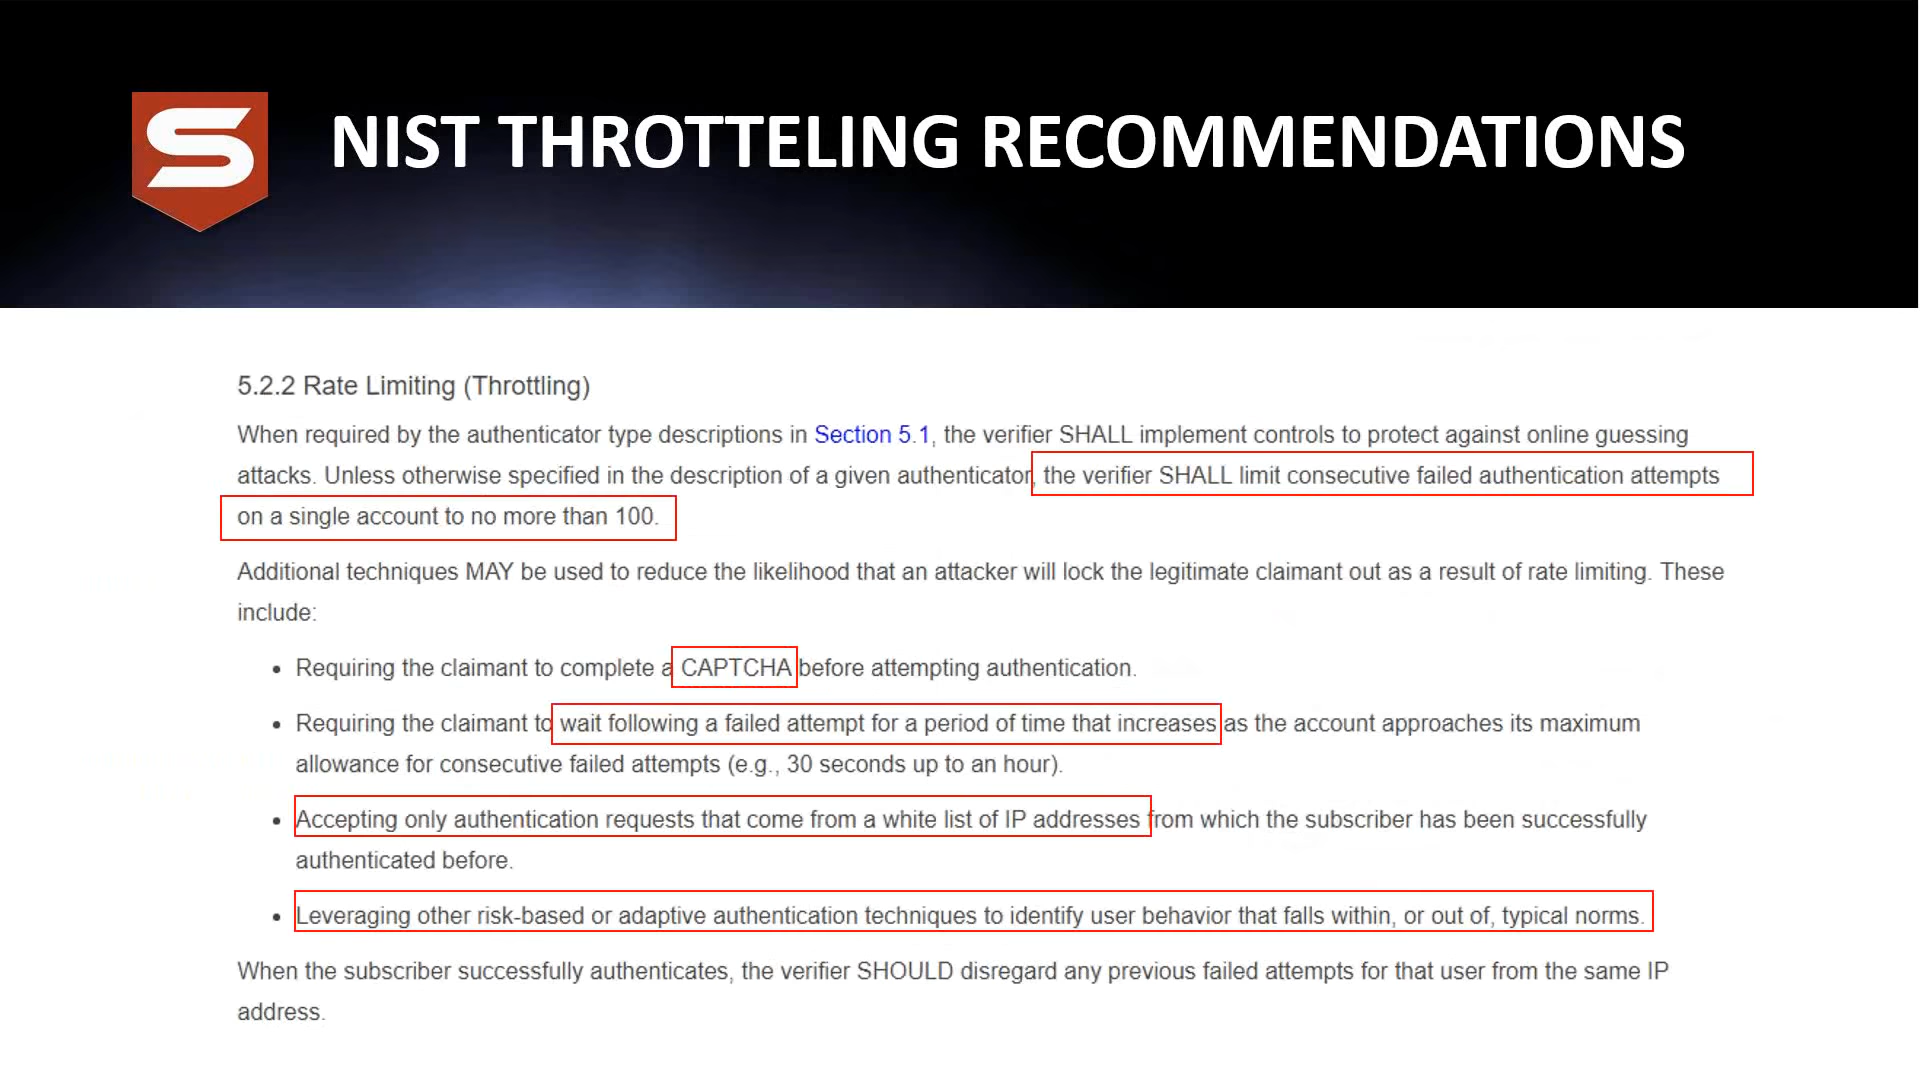 S
NIST THROTTELING RECOMMENDATIONS
5.2.2 Rate Limiting (Throttling)
When required by the authenticator type descriptions in Section 5.1, the verifier SHALL implement controls to protect against online guessing
attacks. Unless otherwise specified in the description of a given authenticator, the verifier SHALL limit consecutive failed authentication attempts
on a single account to no more than 100.
Additional techniques MAY be used to reduce the likelihood that an attacker will lock the legitimate claimant out as a result of rate limiting. These
include:
• Requiring the claimant to complete a CAPTCHA before attempting authentication.
• Requiring the claimant to wait following a failed attempt for a period of time that increases as the account approaches its maximum
allowance for consecutive failed attempts (e.g., 30 seconds up to an hour).
• Accepting only authentication requests that come from a white list of IP addresses from which the subscriber has been successfully
authenticated before.
• Leveraging other risk-based or adaptive authentication techniques to identify user behavior that falls within, or out of, typical norms.
When the subscriber successfully authenticates, the verifier SHOULD disregard any previous failed attempts for that user from the same IP
address.